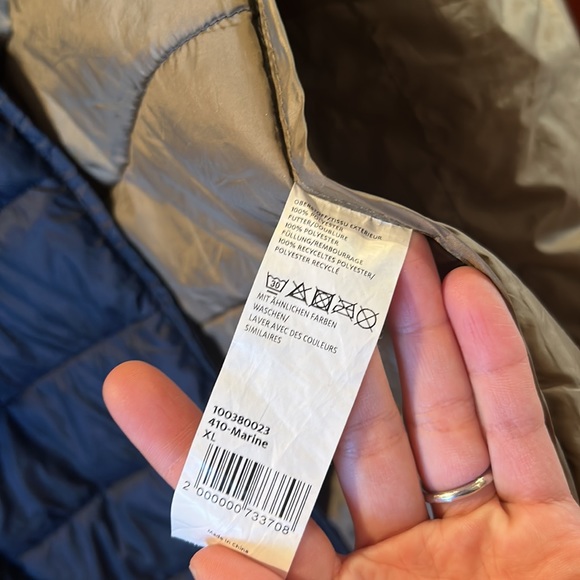 OBERSTOFF/TISSU EXTÉRIEUR
100% POLYESTER
FUTTER/DOUBLURE
100% POLYESTER
FÜLLUNG/REMBOURRAGE
100% RECYCELTES POLYESTER/
POLYESTER RECYCLÉ
30
MIT ÄHNLICHEN FARBEN
WASCHEN/
LAVER AVEC DES COULEURS
SIMILAIRES
100380023
410-Marine
XL
2 000000 733708
Made in China